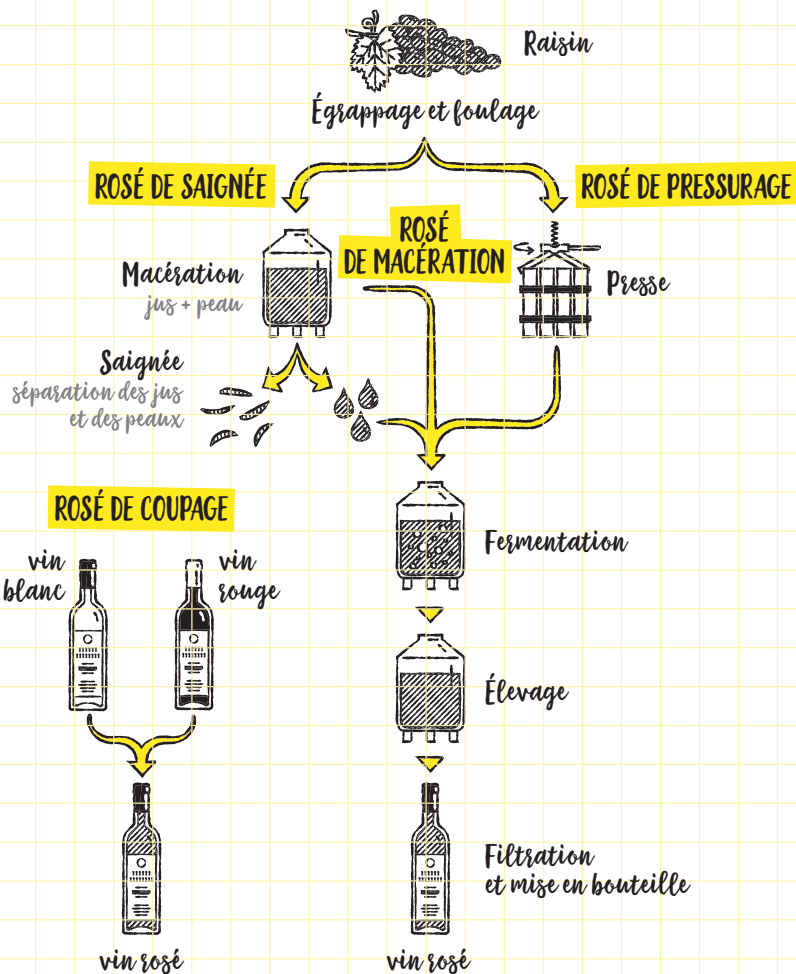 Raisin
Égrappage et foulage
ROSÉ DE SAIGNÉE
ROSÉ DE PRESSURAGE
ROSÉ
DE MACÉRATION
Macération
jus + peau
Presse
Saignée
séparation des jus
et des peaux
ROSÉ DE COUPAGE
vin
blanc
vin
rouge
Fermentation
Élevage
Filtration
et mise en bouteille
vin rosé
vin rosé